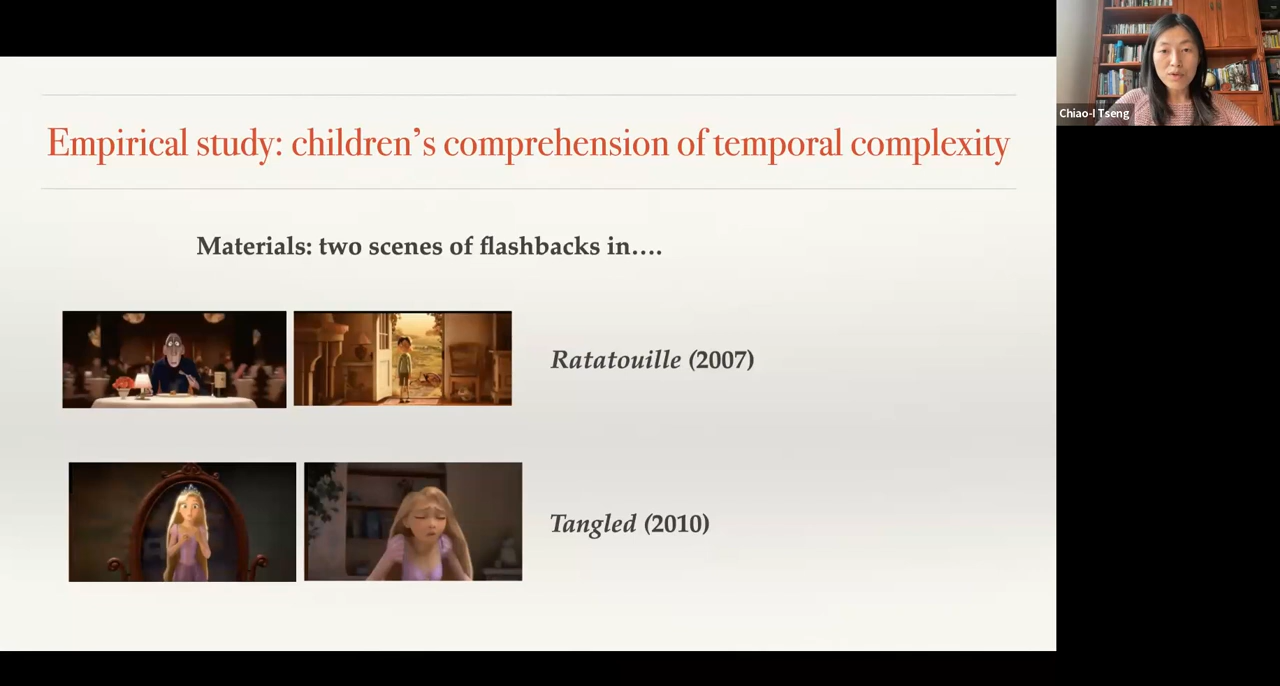 Empirical study: children’s comprehension of temporal complexity
Chiao-I Tseng
Materials: two scenes of flashbacks in….
Ratatouille (2007)
Tangled (2010)